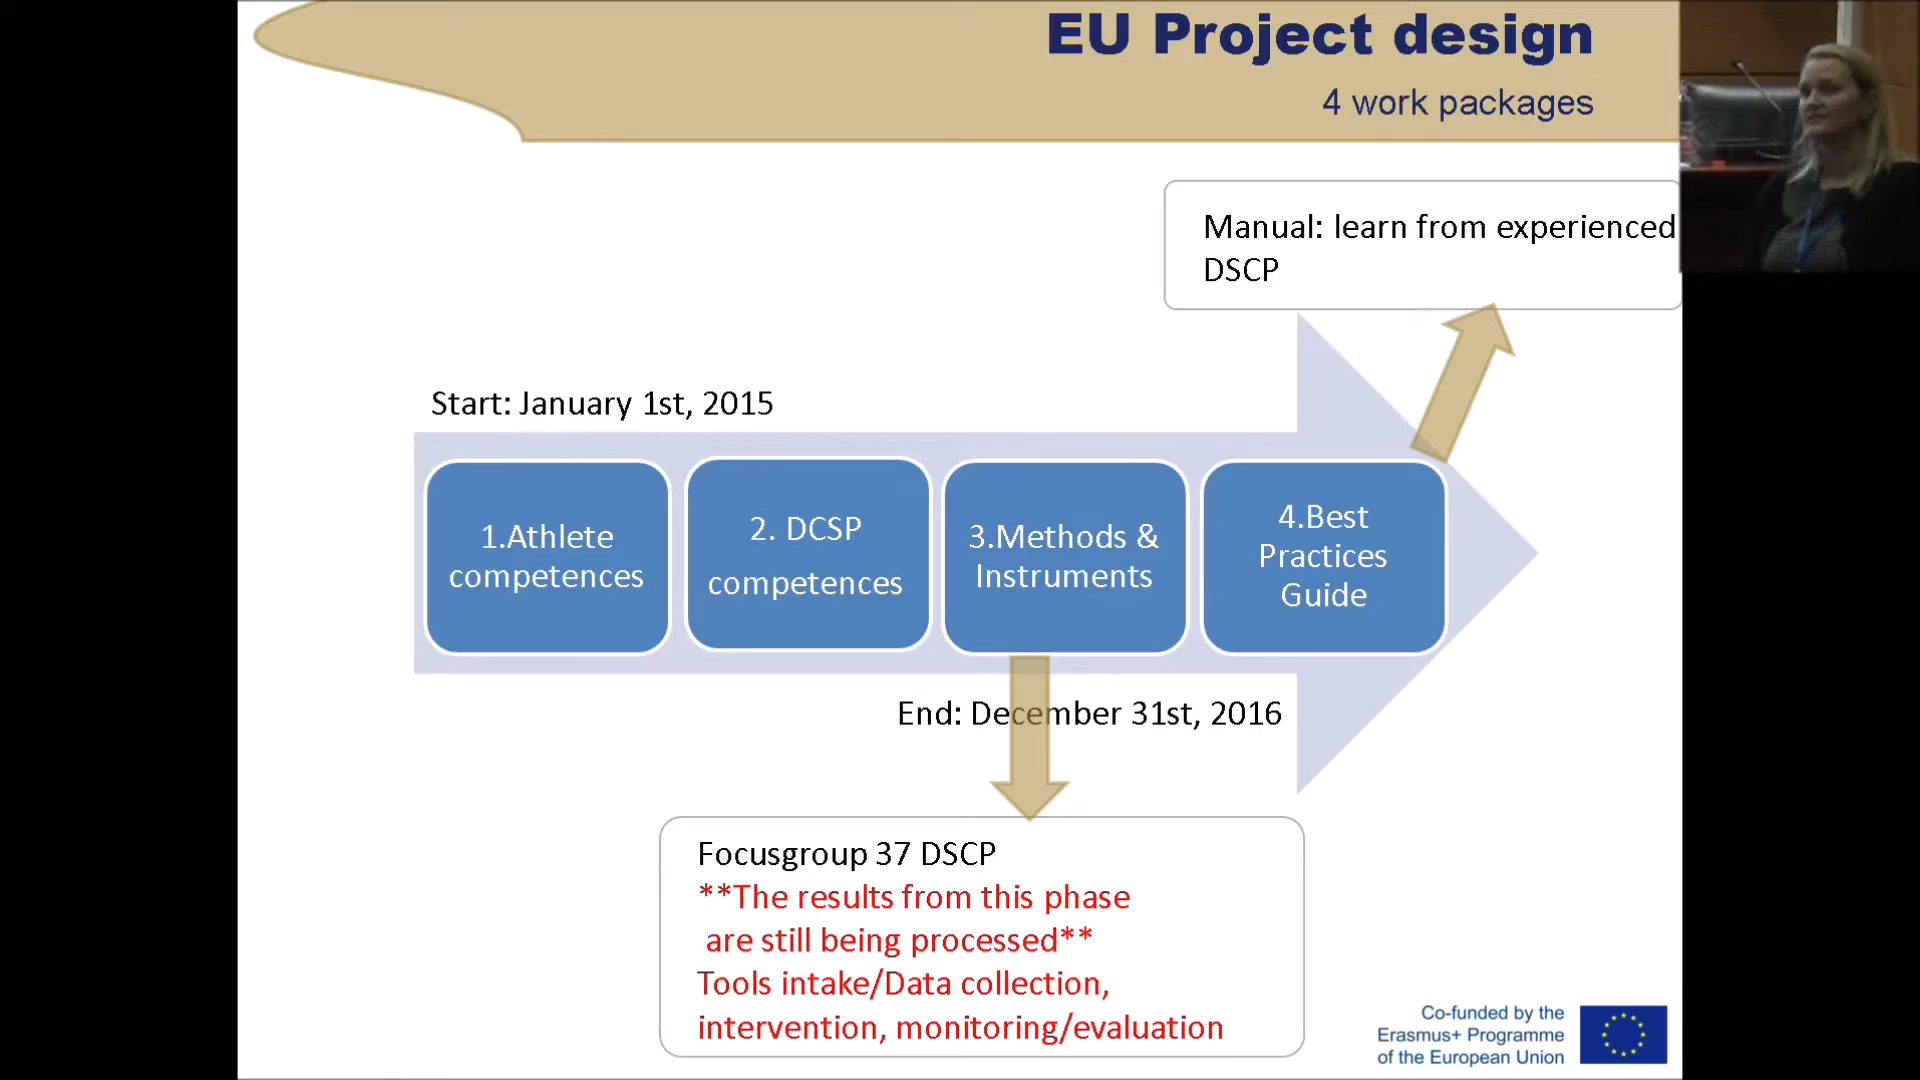 EU Project design
4 work packages
Manual: learn from experienced
DSCP
Start: January 1st, 2015
1.Athlete
competences
2. DCSP
competences
3.Methods &
Instruments
4.Best
Practices
Guide
End: December 31st, 2016
Focusgroup 37 DSCP
**The results from this phase
are still being processed**
Tools intake/Data collection,
intervention, monitoring/evaluation
Co-funded by the
Erasmus+ Programme
of the European Union